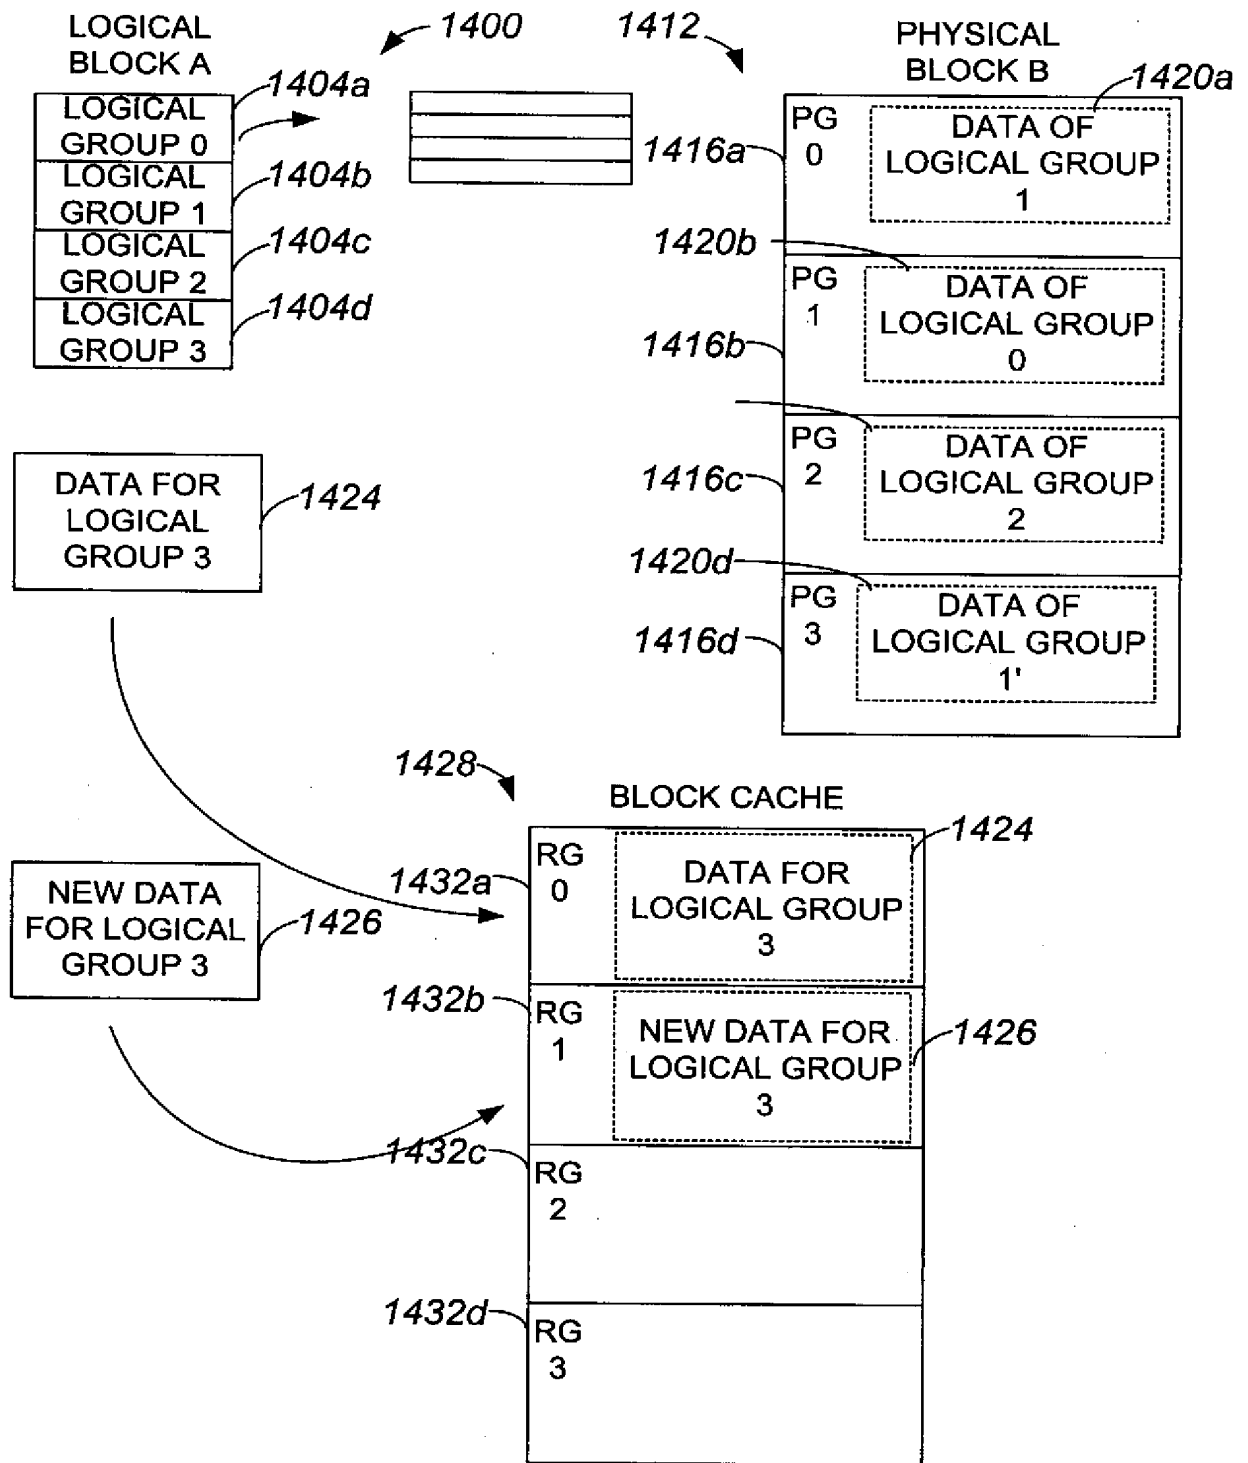 LOGICAL
BLOCK A
1400
1412
PHYSICAL
BLOCK B
1404a
1420a
LOGICAL
GROUP 0
LOGICAL
GROUP 1
1404b
LOGICAL
GROUP 2
1404c
LOGICAL
GROUP 3
1404d
PG
0
DATA OF
LOGICAL GROUP
1
1416a
1420b
PG
1
DATA OF
LOGICAL GROUP
0
1416b
PG
2
DATA OF
LOGICAL GROUP
2
1416c
1420d
PG
3
DATA OF
LOGICAL GROUP
1'
1416d
DATA FOR
LOGICAL
GROUP 3
1424
NEW DATA
FOR LOGICAL
GROUP 3
1426
1428
BLOCK CACHE
1424
1432a
RG
0
DATA FOR
LOGICAL GROUP
3
1432b
RG
1
NEW DATA FOR
LOGICAL GROUP
3
1426
1432c
RG
2
1432d
RG
3